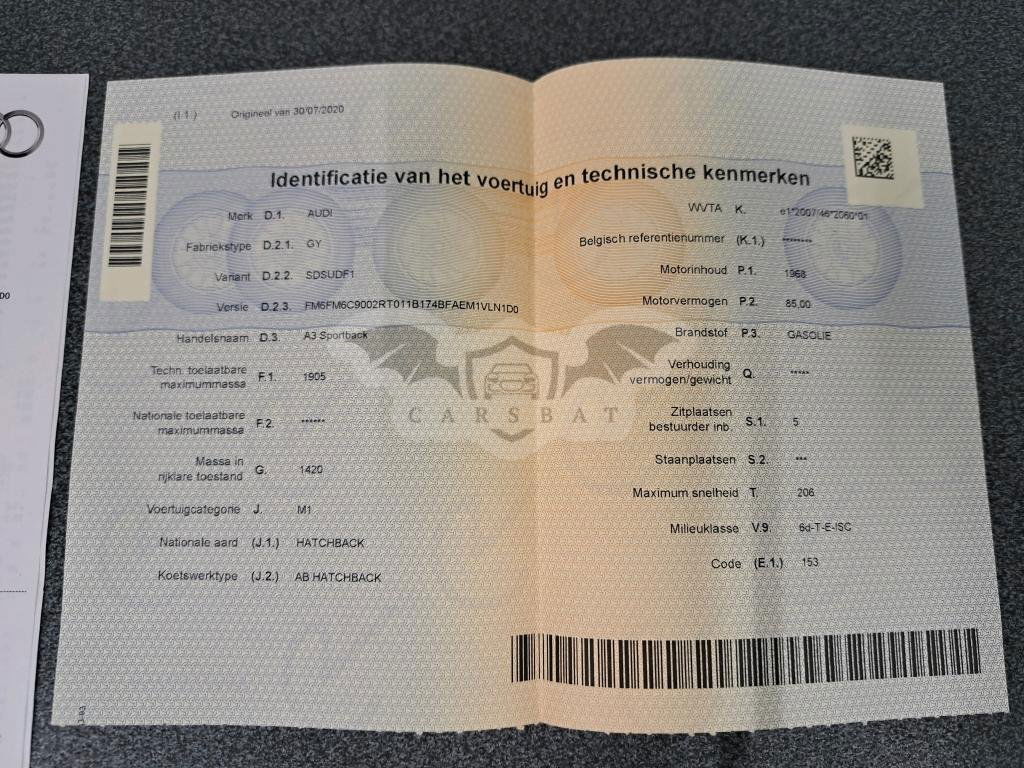 (I.1.) Origineel van 30/07/2020
Identificatie van het voertuig en technische kenmerken
Merk D.1. AUDI
Fabriekstype D.2.1. GY
Variant D.2.2. SDSUDF1
Versie D.2.3. FM6FM6C9002RT011B174BFAEM1VLN1D0
Handelsnaam D.3. A3 Sportback
Techn. toelaatbare
maximummassa F.1. 1905
Nationale toelaatbare
maximummassa F.2. ******
Massa in
rijklare toestand G. 1420
Voertuigcategorie J. M1
Nationale aard (J.1.) HATCHBACK
Koetswerktype (J.2.) AB HATCHBACK
WVTA K. e1*2007/46*2060*01
Belgisch referentienummer (K.1.) ********
Motorinhoud P.1. 1968
Motorvermogen P.2. 85,00
Brandstof P.3. GASOLIE
Verhouding
vermogen/gewicht Q. *****
Zitplaatsen
bestuurder inb. S.1. 5
Staanplaatsen S.2. ***
Maximum snelheid T. 206
Milieuklasse V.9. 6d-T-E-ISC
Code (E.1.) 153
CARSBAT